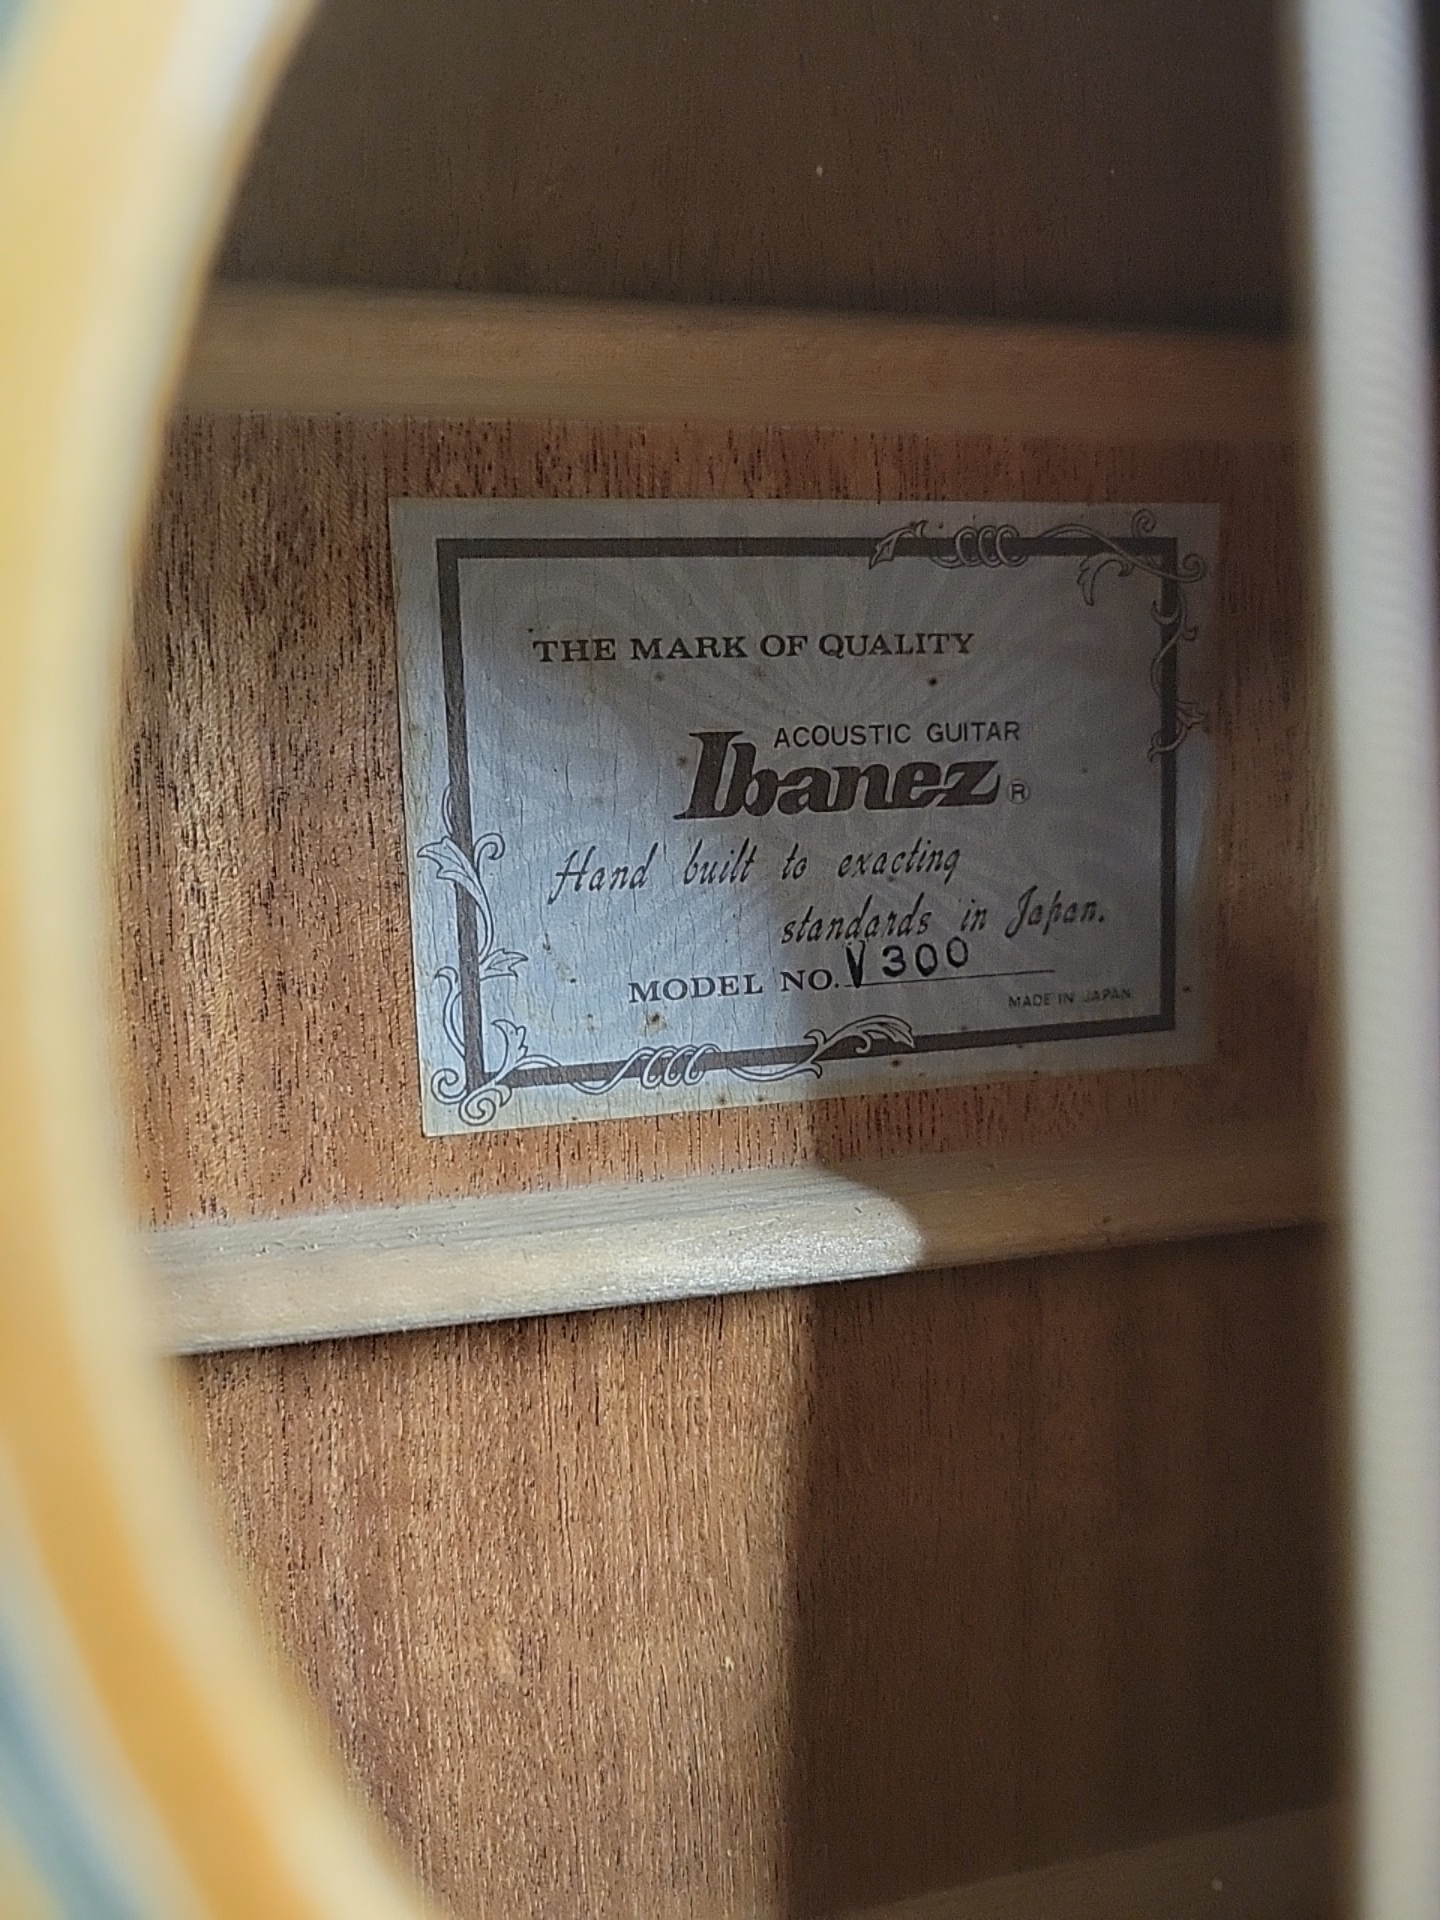 THE MARK OF QUALITY
ACOUSTIC GUITAR
Ibanez®
Hand built to exacting
standards in Japan.
MODEL NO. V300
MADE IN JAPAN